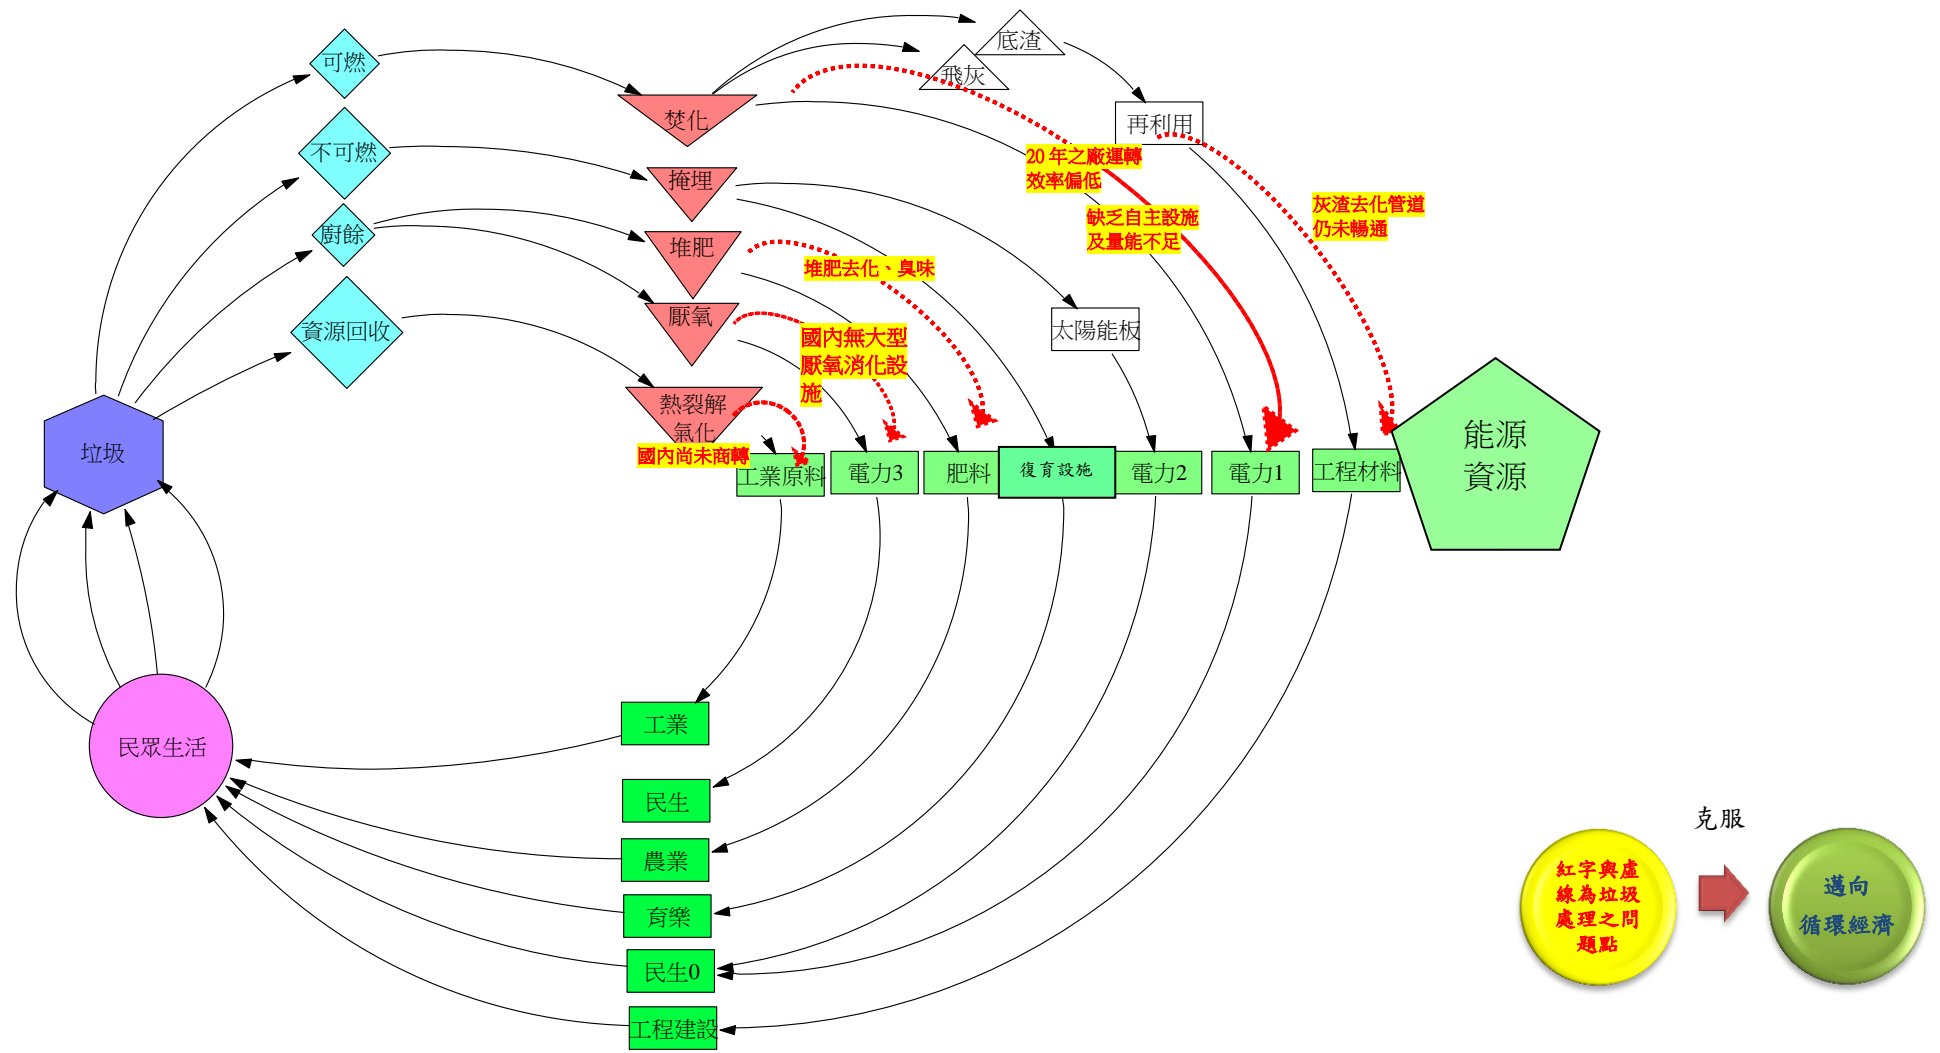 可燃
不可燃
廚餘
資源回收
垃圾
民眾生活
焚化
掩埋
堆肥
厭氧
熱裂解
氣化
國內尚未商轉
底渣
飛灰
再利用
20 年之廠運轉
效率偏低
缺乏自主設施
及量能不足
灰渣去化管道
仍未暢通
堆肥去化、臭味
國內無大型
厭氧消化設
施
太陽能板
工業原料
電力3
肥料
復育設施
電力2
電力1
工程材料
能源
資源
工業
民生
農業
育樂
民生0
工程建設
克服
紅字與虛
線為垃圾
處理之問
題點
邁向
循環經濟